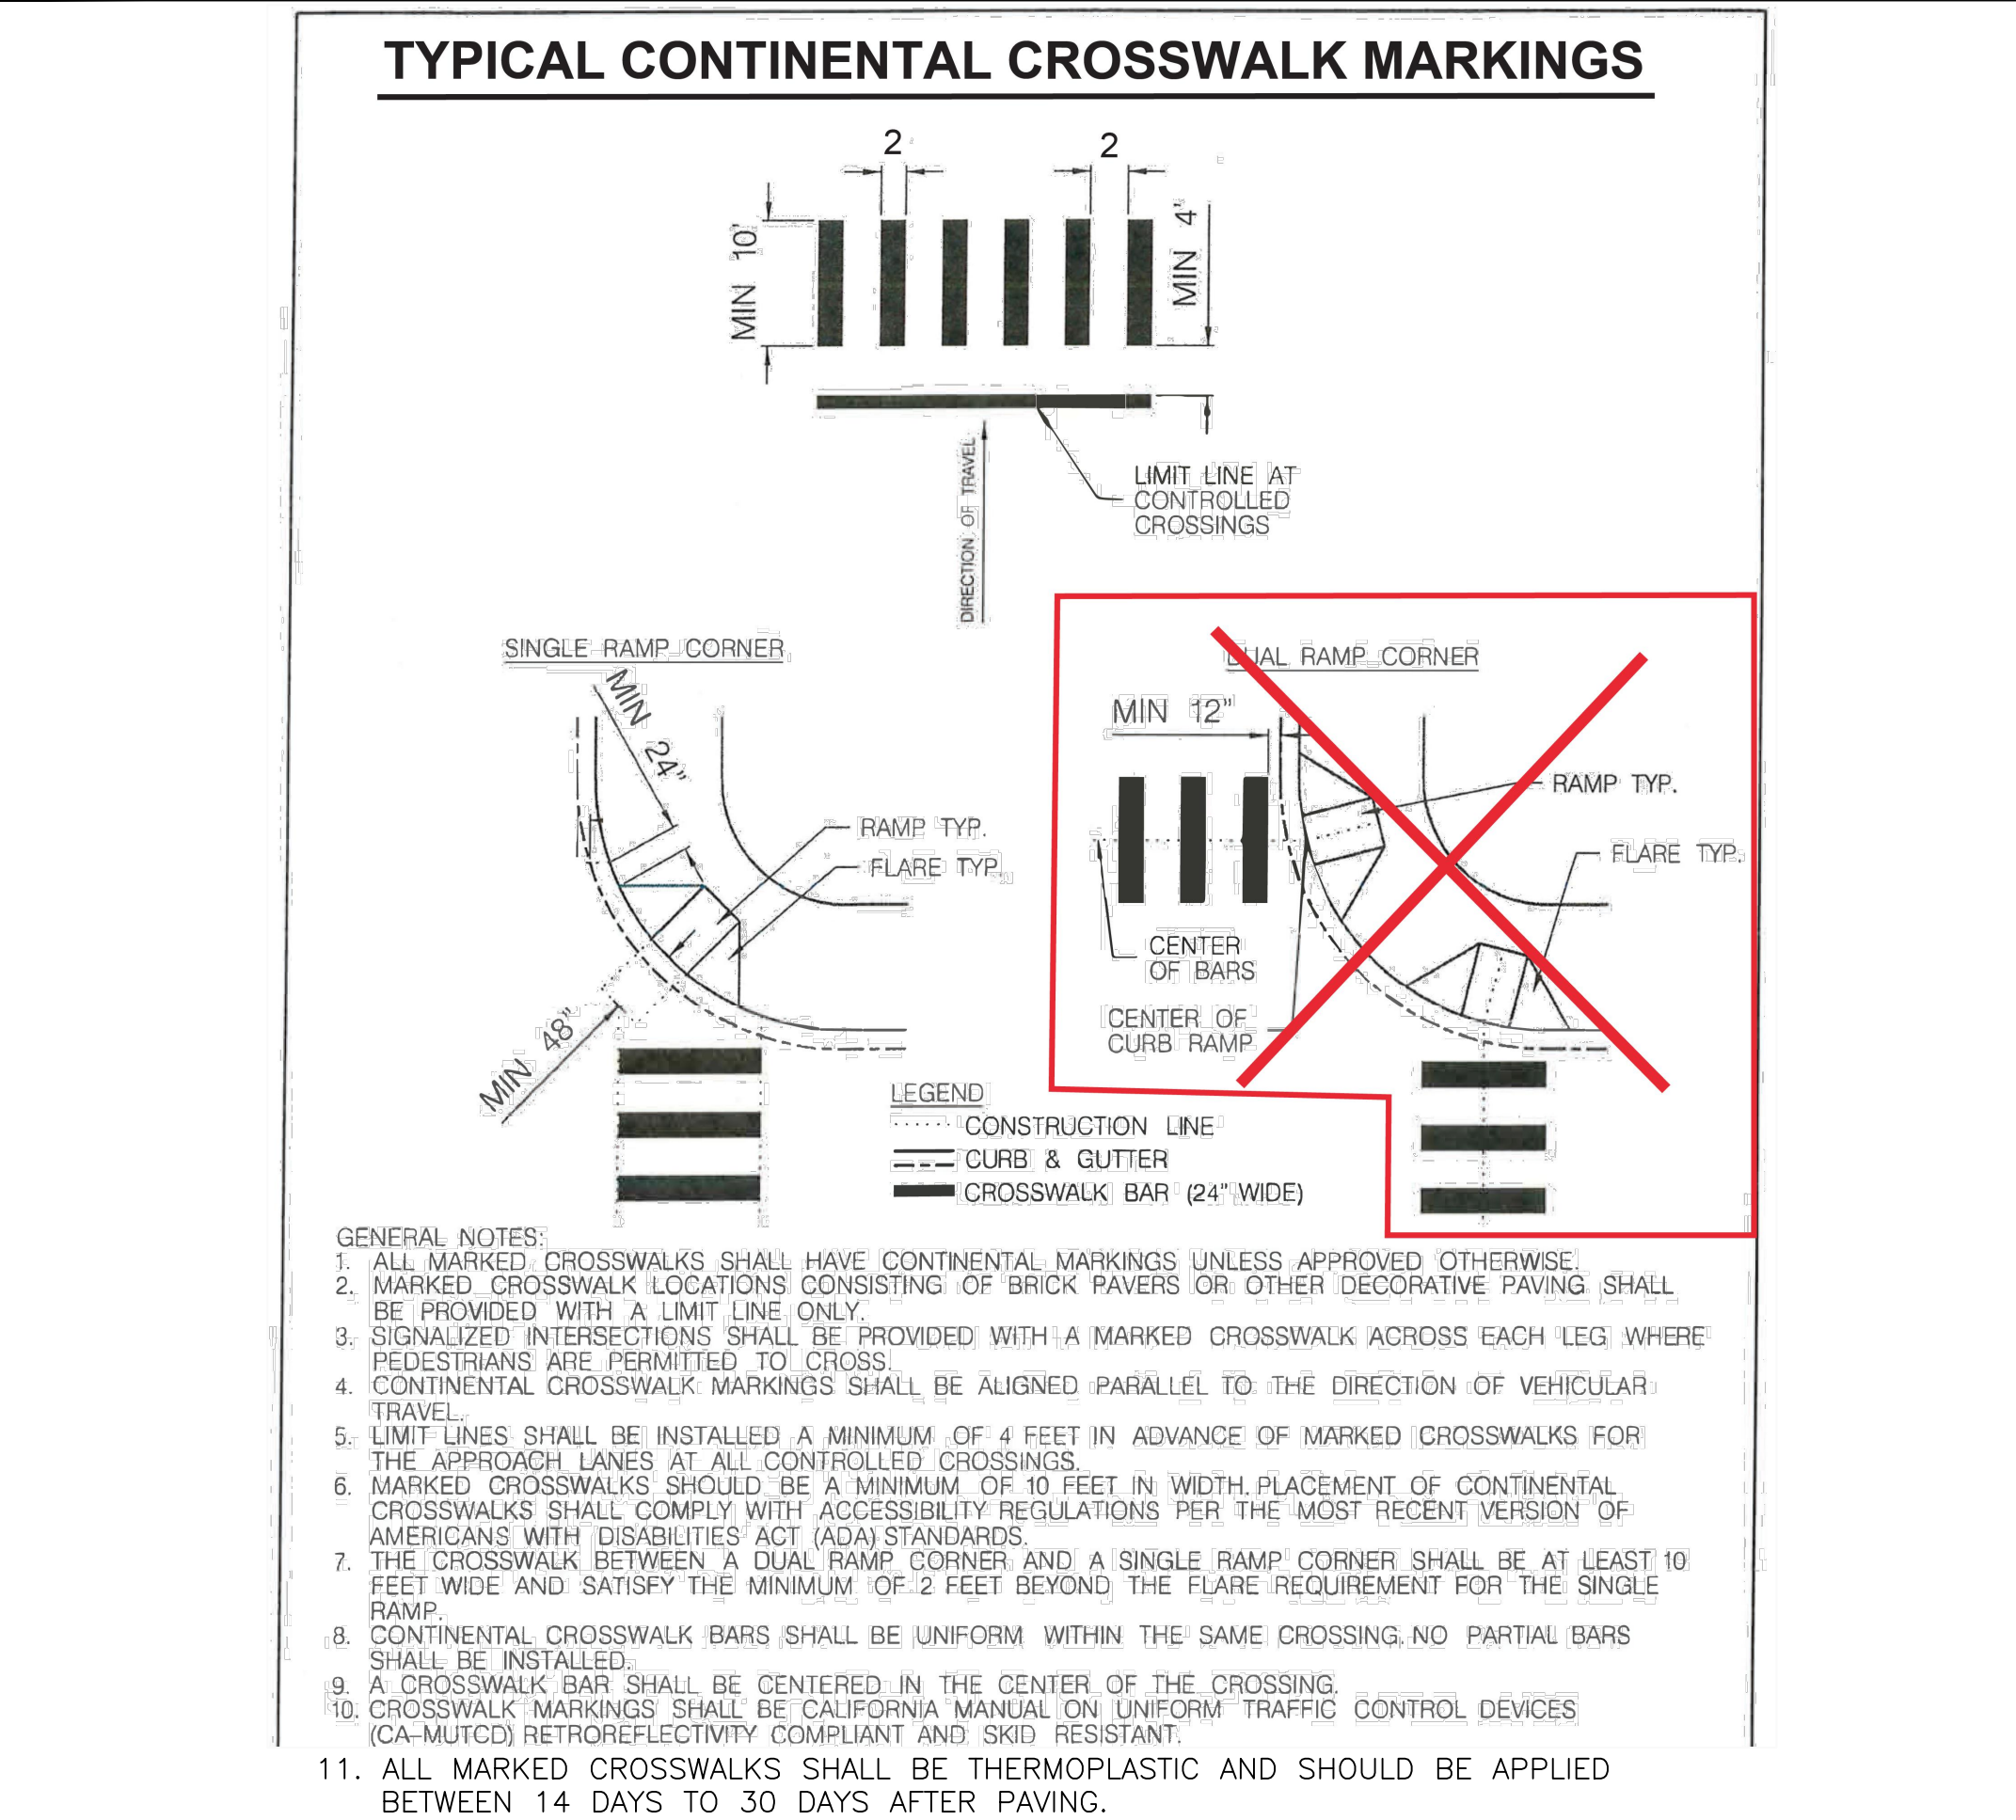 TYPICAL CONTINENTAL CROSSWALK MARKINGS
2
2
MIN 10'
MIN 4'
DIRECTION OF TRAVEL
LIMIT LINE AT
CONTROLLED
CROSSINGS
SINGLE RAMP CORNER
MIN 24"
RAMP TYP.
FLARE TYP.
MIN 48"
DUAL RAMP CORNER
MIN 12"
RAMP TYP.
FLARE TYP.
CENTER
OF BARS
CENTER OF
CURB RAMP
LEGEND
CONSTRUCTION LINE
CURB & GUTTER
CROSSWALK BAR (24" WIDE)
GENERAL NOTES:
1. ALL MARKED CROSSWALKS SHALL HAVE CONTINENTAL MARKINGS UNLESS APPROVED OTHERWISE.
2. MARKED CROSSWALK LOCATIONS CONSISTING OF BRICK PAVERS OR OTHER DECORATIVE PAVING SHALL
BE PROVIDED WITH A LIMIT LINE ONLY.
3. SIGNALIZED INTERSECTIONS SHALL BE PROVIDED WITH A MARKED CROSSWALK ACROSS EACH LEG WHERE
PEDESTRIANS ARE PERMITTED TO CROSS.
4. CONTINENTAL CROSSWALK MARKINGS SHALL BE ALIGNED PARALLEL TO THE DIRECTION OF VEHICULAR
TRAVEL.
5. LIMIT LINES SHALL BE INSTALLED A MINIMUM OF 4 FEET IN ADVANCE OF MARKED CROSSWALKS FOR
THE APPROACH LANES AT ALL CONTROLLED CROSSINGS.
6. MARKED CROSSWALKS SHOULD BE A MINIMUM OF 10 FEET IN WIDTH. PLACEMENT OF CONTINENTAL
CROSSWALKS SHALL COMPLY WITH ACCESSIBILITY REGULATIONS PER THE MOST RECENT VERSION OF
AMERICANS WITH DISABILITIES ACT (ADA) STANDARDS.
7. THE CROSSWALK BETWEEN A DUAL RAMP CORNER AND A SINGLE RAMP CORNER SHALL BE AT LEAST 10
FEET WIDE AND SATISFY THE MINIMUM OF 2 FEET BEYOND THE FLARE REQUIREMENT FOR THE SINGLE
RAMP.
8. CONTINENTAL CROSSWALK BARS SHALL BE UNIFORM WITHIN THE SAME CROSSING. NO PARTIAL BARS
SHALL BE INSTALLED.
9. A CROSSWALK BAR SHALL BE CENTERED IN THE CENTER OF THE CROSSING.
10. CROSSWALK MARKINGS SHALL BE CALIFORNIA MANUAL ON UNIFORM TRAFFIC CONTROL DEVICES
(CA-MUTCD) RETROREFLECTIVITY COMPLIANT AND SKID RESISTANT.
11. ALL MARKED CROSSWALKS SHALL BE THERMOPLASTIC AND SHOULD BE APPLIED
BETWEEN 14 DAYS TO 30 DAYS AFTER PAVING.